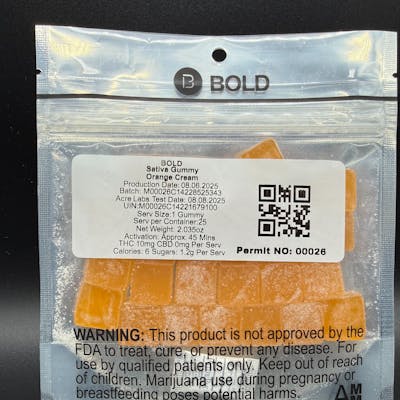 B BOLD
BOLD
Sativa Gummy
Orange Cream
Production Date: 08.06.2025
Batch: M00026C14228525343
Acre Labs Test Date: 08.08.2025
UIN:M00026C14221679100
Serv Size:1 Gummy
Serv per Container:25
Net Weight: 2.035oz
Activation: Approx. 45 Mins
THC 10mg CBD 0mg Per Serv
Calories: 6 Sugars: 1.2g Per Serv
Permit NO: 00026
WARNING: This product is not approved by the
FDA to treat, cure, or prevent any disease. For
use by qualified patients only. Keep out of reach
of children. Marijuana use during pregnancy or
breastfeeding poses potential harms.